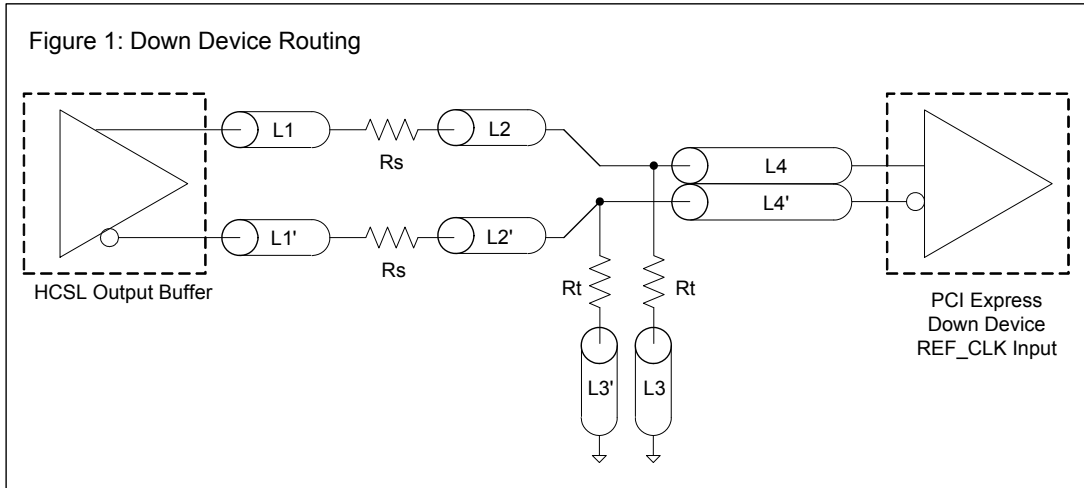 Figure 1: Down Device Routing
L1
Rs
L2
L4
L4'
L1'
Rs
L2'
Rt
Rt
L3'
L3
HCSL Output Buffer
PCI Express
Down Device
REF_CLK Input